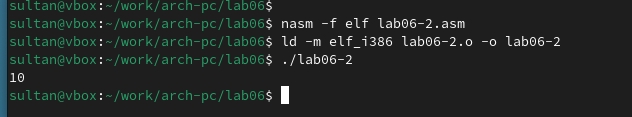 sultan@vbox:~/work/arch-pc/lab06$
sultan@vbox:~/work/arch-pc/lab06$ nasm -f elf lab06-2.asm
sultan@vbox:~/work/arch-pc/lab06$ ld -m elf_i386 lab06-2.o -o lab06-2
sultan@vbox:~/work/arch-pc/lab06$ ./lab06-2
10
sultan@vbox:~/work/arch-pc/lab06$